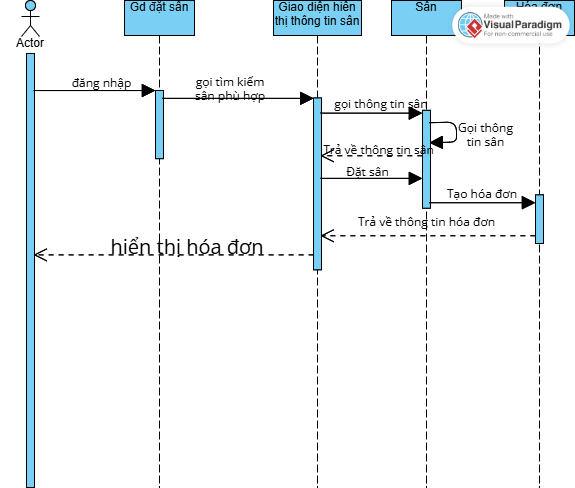 Gd đặt sân
Giao diện hiển
thị thông tin sân
Sân
Hóa đơn
Made with
Visual Paradigm
For non-commercial use
Actor
đăng nhập
gọi tìm kiếm
sân phù hợp
gọi thông tin sân
Gọi thông
tin sân
Trả về thông tin sân
Đặt sân
Tạo hóa đơn
Trả về thông tin hóa đơn
hiển thị hóa đơn